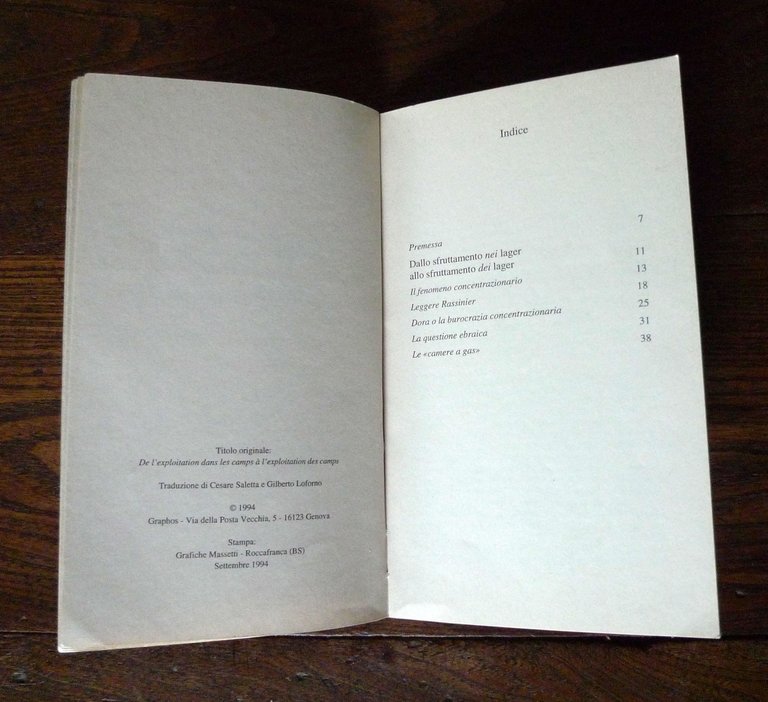 Titolo originale:
De l'exploitation dans les camps à l'exploitation des camps
Traduzione di Cesare Saletta e Gilberto Loforno
© 1994
Graphos - Via della Posta Vecchia, 5 - 16123 Genova
Stampa:
Grafiche Massetti - Roccafranca (BS)
Settembre 1994
Indice
Premessa 7
Dallo sfruttamento nei lager
allo sfruttamento dei lager 11
Il fenomeno concentrazionario 13
Leggere Rassinier 18
Dora o la burocrazia concentrazionaria 25
La questione ebraica 31
Le «camere a gas» 38